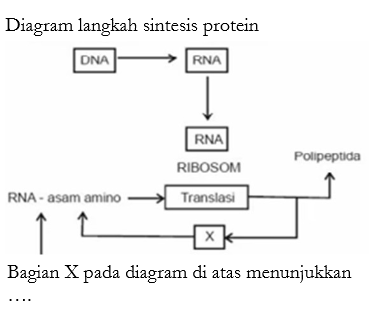 Diagram langkah sintesis protein
DNA
RNA
RNA
RIBOSOM
Polipeptida
RNA - asam amino
Translasi
X
Bagian X pada diagram di atas menunjukkan
....